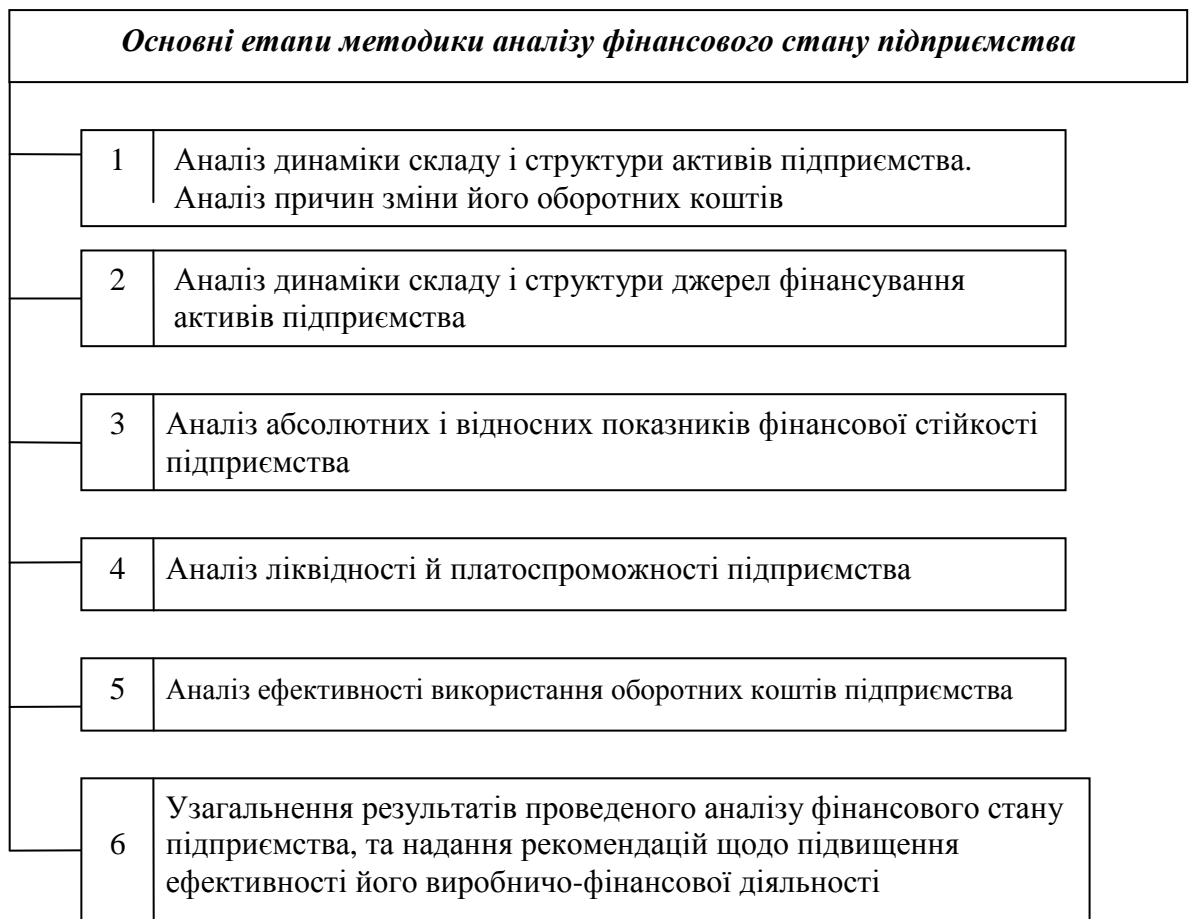 Основні етапи методики аналізу фінансового стану підприємства
1 Аналіз динаміки складу і структури активів підприємства.
Аналіз причин зміни його оборотних коштів
2 Аналіз динаміки складу і структури джерел фінансування
активів підприємства
3 Аналіз абсолютних і відносних показників фінансової стійкості
підприємства
4 Аналіз ліквідності й платоспроможності підприємства
5 Аналіз ефективності використання оборотних коштів підприємства
Узагальнення результатів проведеного аналізу фінансового стану
6 підприємства, та надання рекомендацій щодо підвищення
ефективності його виробничо-фінансової діяльності